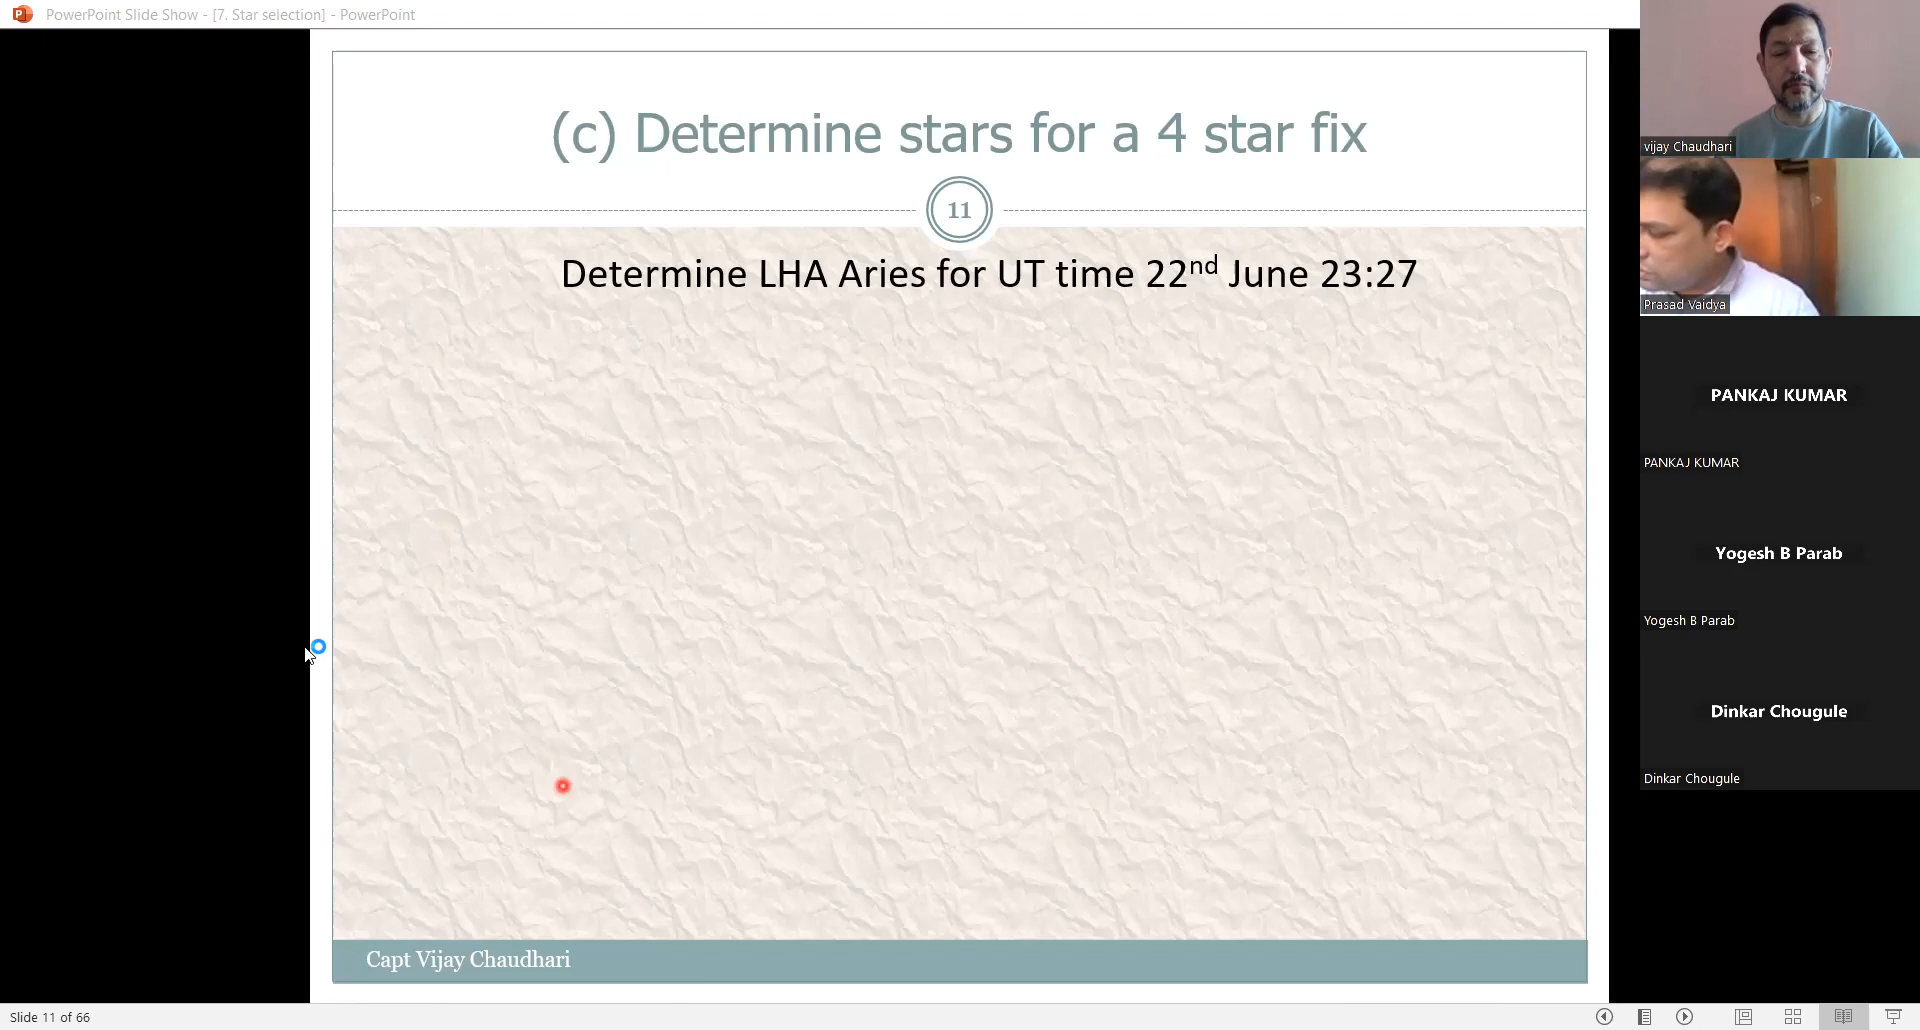 PowerPoint Slide Show - [7. Star selection] - PowerPoint
(c) Determine stars for a 4 star fix
11
Determine LHA Aries for UT time 22nd June 23:27
Capt Vijay Chaudhari
Slide 11 of 66
vijay Chaudhari
Prasad Vaidya
PANKAJ KUMAR
PANKAJ KUMAR
Yogesh B Parab
Yogesh B Parab
Dinkar Chougule
Dinkar Chougule